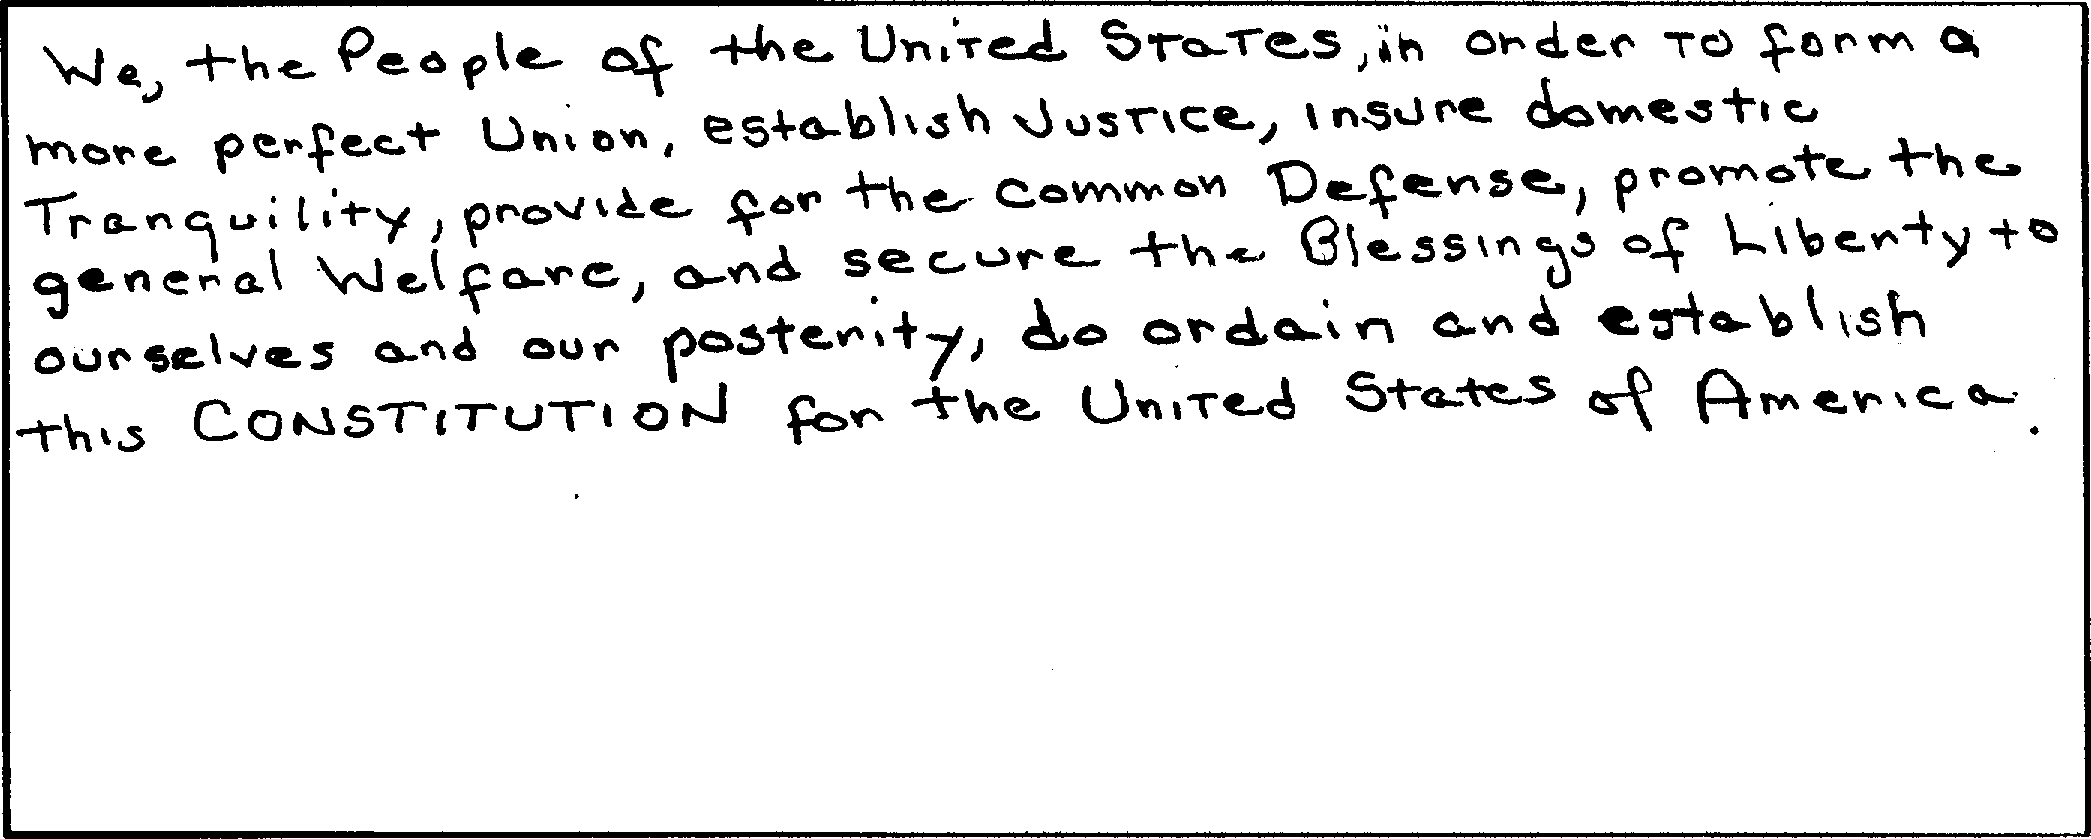 We, the People of the United States, in order to form a
more perfect Union, establish Justice, insure domestic
Tranquility, provide for the common Defense, promote the
general Welfare, and secure the Blessings of Liberty to
ourselves and our posterity, do ordain and establish
this CONSTITUTION for the United States of America.